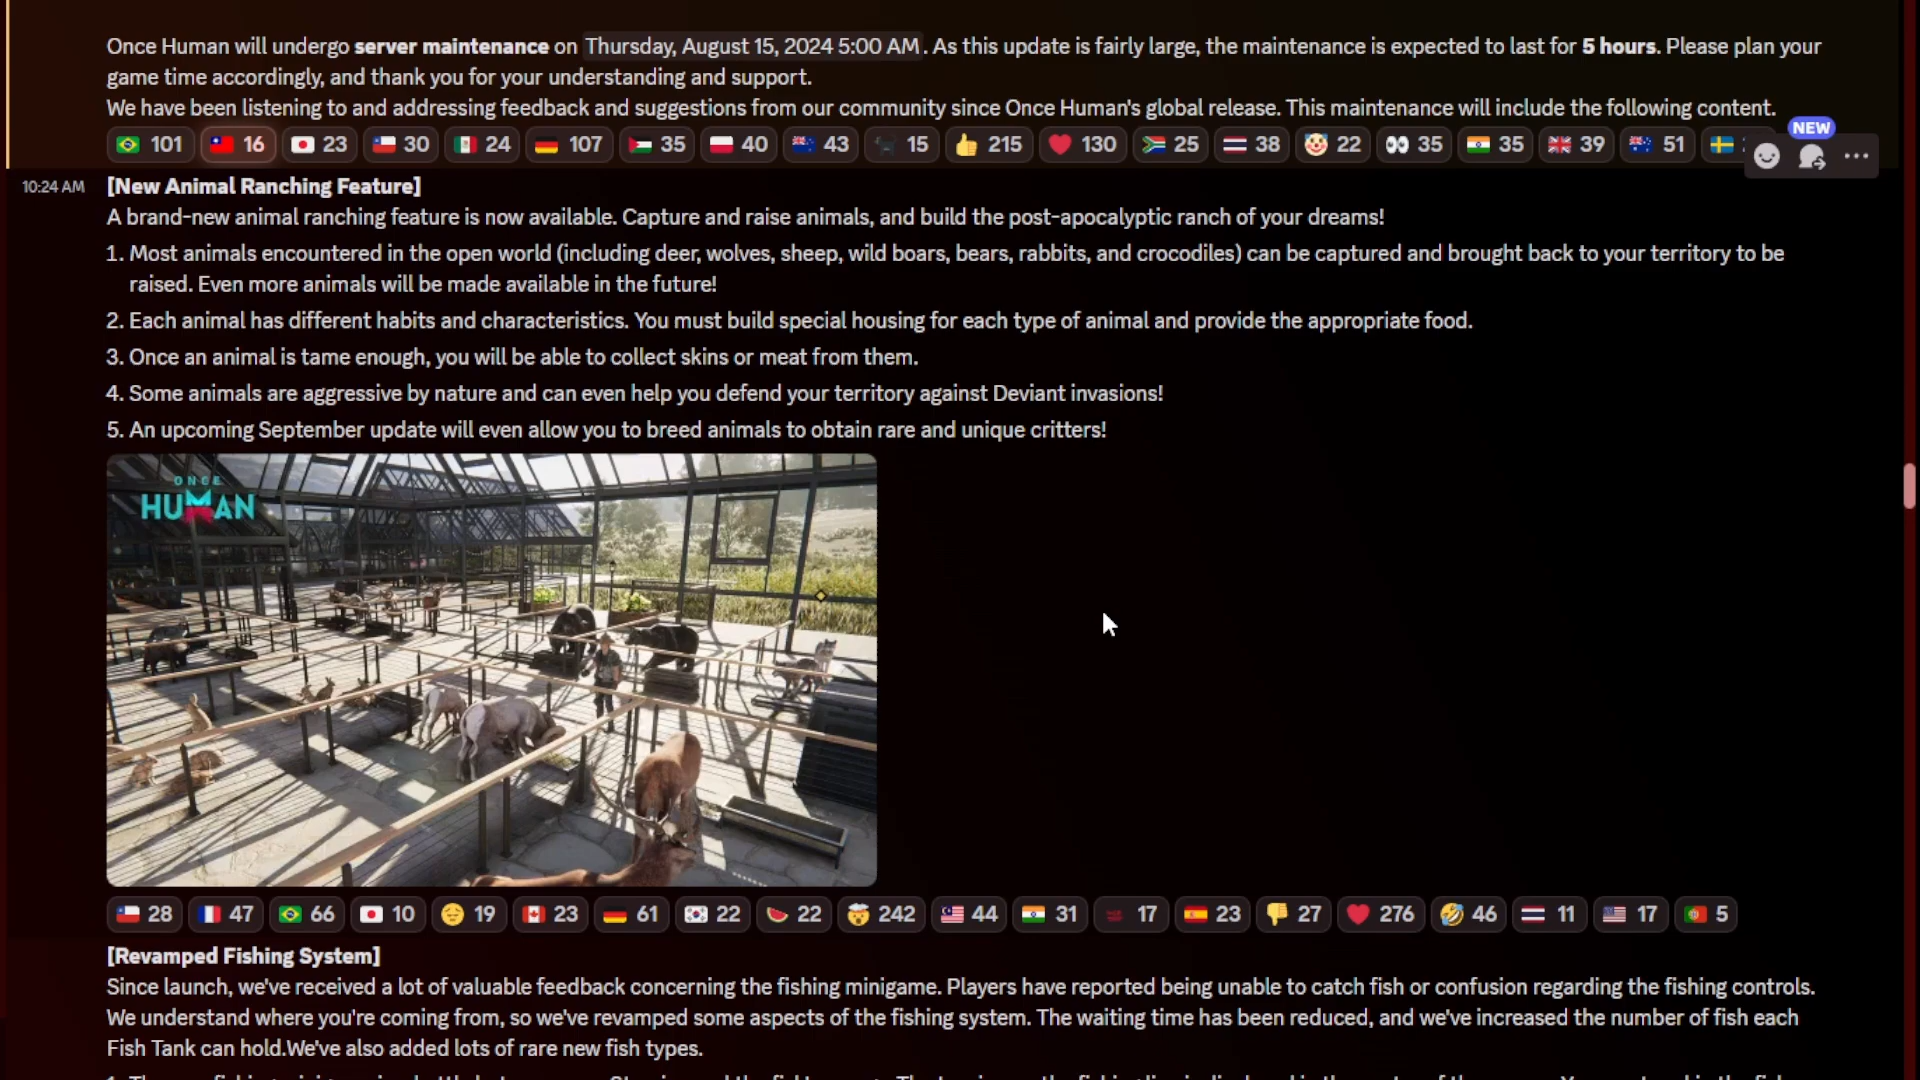 Once Human will undergo server maintenance on Thursday, August 15, 2024 5:00 AM. As this update is fairly large, the maintenance is expected to last for 5 hours. Please plan your
game time accordingly, and thank you for your understanding and support.
We have been listening to and addressing feedback and suggestions from our community since Once Human's global release. This maintenance will include the following content.
NEW
101 16 23 30 24 107 35 40 43 15 215 130 25 38 22 35 35 39 51
10:24 AM [New Animal Ranching Feature]
A brand-new animal ranching feature is now available. Capture and raise animals, and build the post-apocalyptic ranch of your dreams!
1. Most animals encountered in the open world (including deer, wolves, sheep, wild boars, bears, rabbits, and crocodiles) can be captured and brought back to your territory to be
raised. Even more animals will be made available in the future!
2. Each animal has different habits and characteristics. You must build special housing for each type of animal and provide the appropriate food.
3. Once an animal is tame enough, you will be able to collect skins or meat from them.
4. Some animals are aggressive by nature and can even help you defend your territory against Deviant invasions!
5. An upcoming September update will even allow you to breed animals to obtain rare and unique critters!
ONCE
HUMAN
28 47 66 10 19 23 61 22 22 242 44 31 17 23 27 276 46 11 17 5
[Revamped Fishing System]
Since launch, we've received a lot of valuable feedback concerning the fishing minigame. Players have reported being unable to catch fish or confusion regarding the fishing controls.
We understand where you're coming from, so we've revamped some aspects of the fishing system. The waiting time has been reduced, and we've increased the number of fish each
Fish Tank can hold.We've also added lots of rare new fish types.